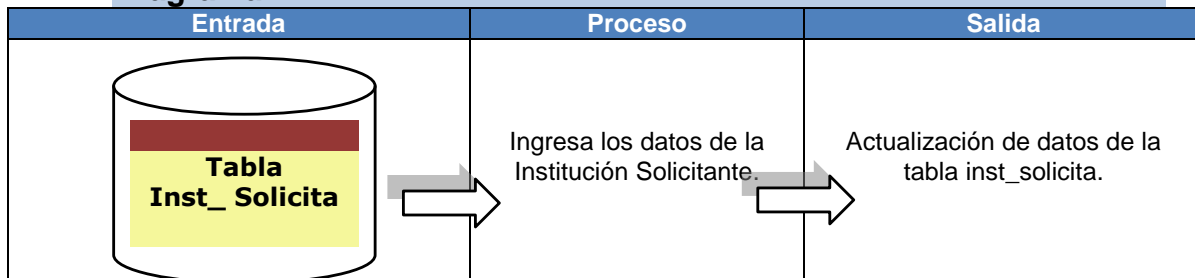 Entrada Proceso Salida
Tabla
Inst_ Solicita
Ingresa los datos de la
Institución Solicitante.
Actualización de datos de la
tabla inst_solicita.